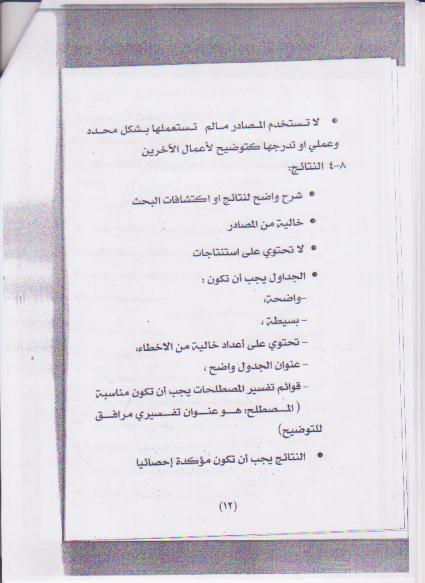 • لا تستخدم المصادر مالم تستعملها بشكل محدد
وعملي او تدرجها كتوضيح لأعمال الآخرين
٤-٨ النتائج:
• شرح واضح لنتائج او اكتشافات البحث
• خالية من المصادر
• لا تحتوي على استنتاجات
• الجداول يجب أن تكون :
-واضحة،
- بسيطة ،
- تحتوي على أعداد خالية من الاخطاء،
- عنوان الجدول واضح ،
- قوائم تفسير المصطلحات يجب أن تكون مناسبة
( المصطلح: هو عنوان تفسيري مرافق
للتوضيح)
• النتائج يجب أن تكون مؤكدة إحصائيا
(١٢)